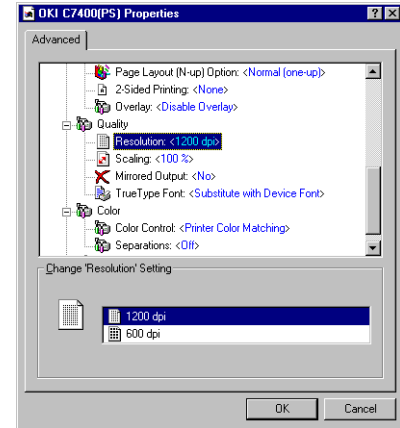 OKI C7400(PS) Properties
Advanced
Page Layout (N-up) Option: <Normal (one-up)>
2-Sided Printing: <None>
Overlay: <Disable Overlay>
Quality
Resolution: <1200 dpi>
Scaling: <100 %>
Mirrored Output: <No>
TrueType Font: <Substitute with Device Font>
Color
Color Control: <Printer Color Matching>
Separations: <Off>
Change 'Resolution' Setting
1200 dpi
600 dpi
OK Cancel